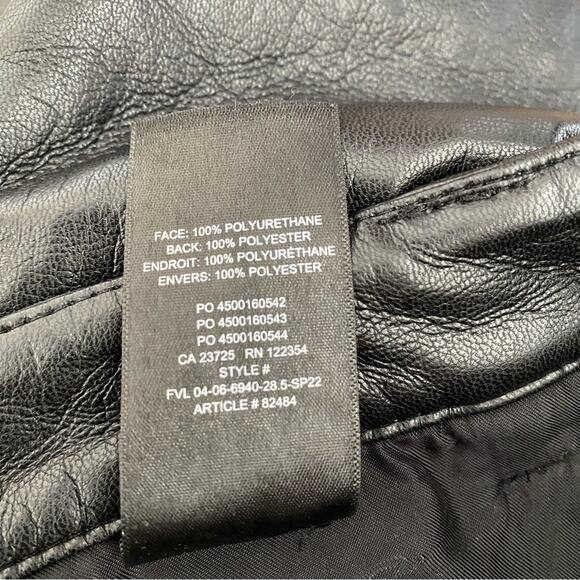 FACE: 100% POLYURETHANE
BACK: 100% POLYESTER
ENDROIT: 100% POLYURÉTHANE
ENVERS: 100% POLYESTER
PO 4500160542
PO 4500160543
PO 4500160544
CA 23725 RN 122354
STYLE #
FVL 04-06-6940-28.5-SP22
ARTICLE # 82484